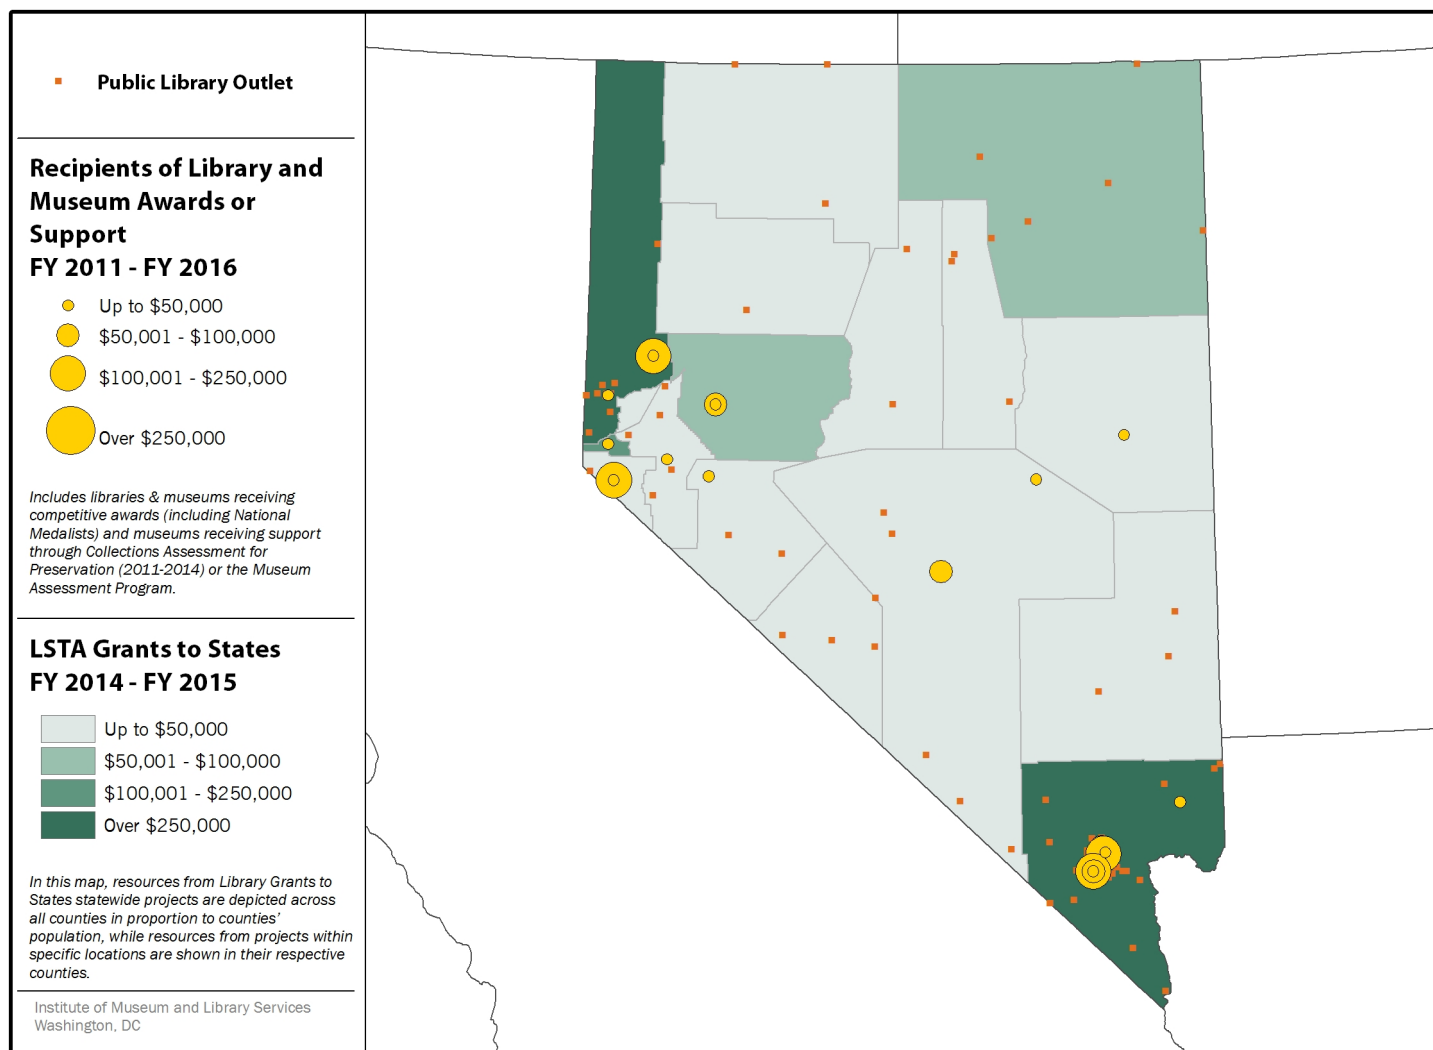 Public Library Outlet
Recipients of Library and
Museum Awards or
Support
FY 2011 - FY 2016
Up to $50,000
$50,001 - $100,000
$100,001 - $250,000
Over $250,000
Includes libraries & museums receiving
competitive awards (including National
Medalists) and museums receiving support
through Collections Assessment for
Preservation (2011-2014) or the Museum
Assessment Program.
LSTA Grants to States
FY 2014 - FY 2015
Up to $50,000
$50,001 - $100,000
$100,001 - $250,000
Over $250,000
In this map, resources from Library Grants to
States statewide projects are depicted across
all counties in proportion to counties'
population, while resources from projects within
specific locations are shown in their respective
counties.
Institute of Museum and Library Services
Washington, DC